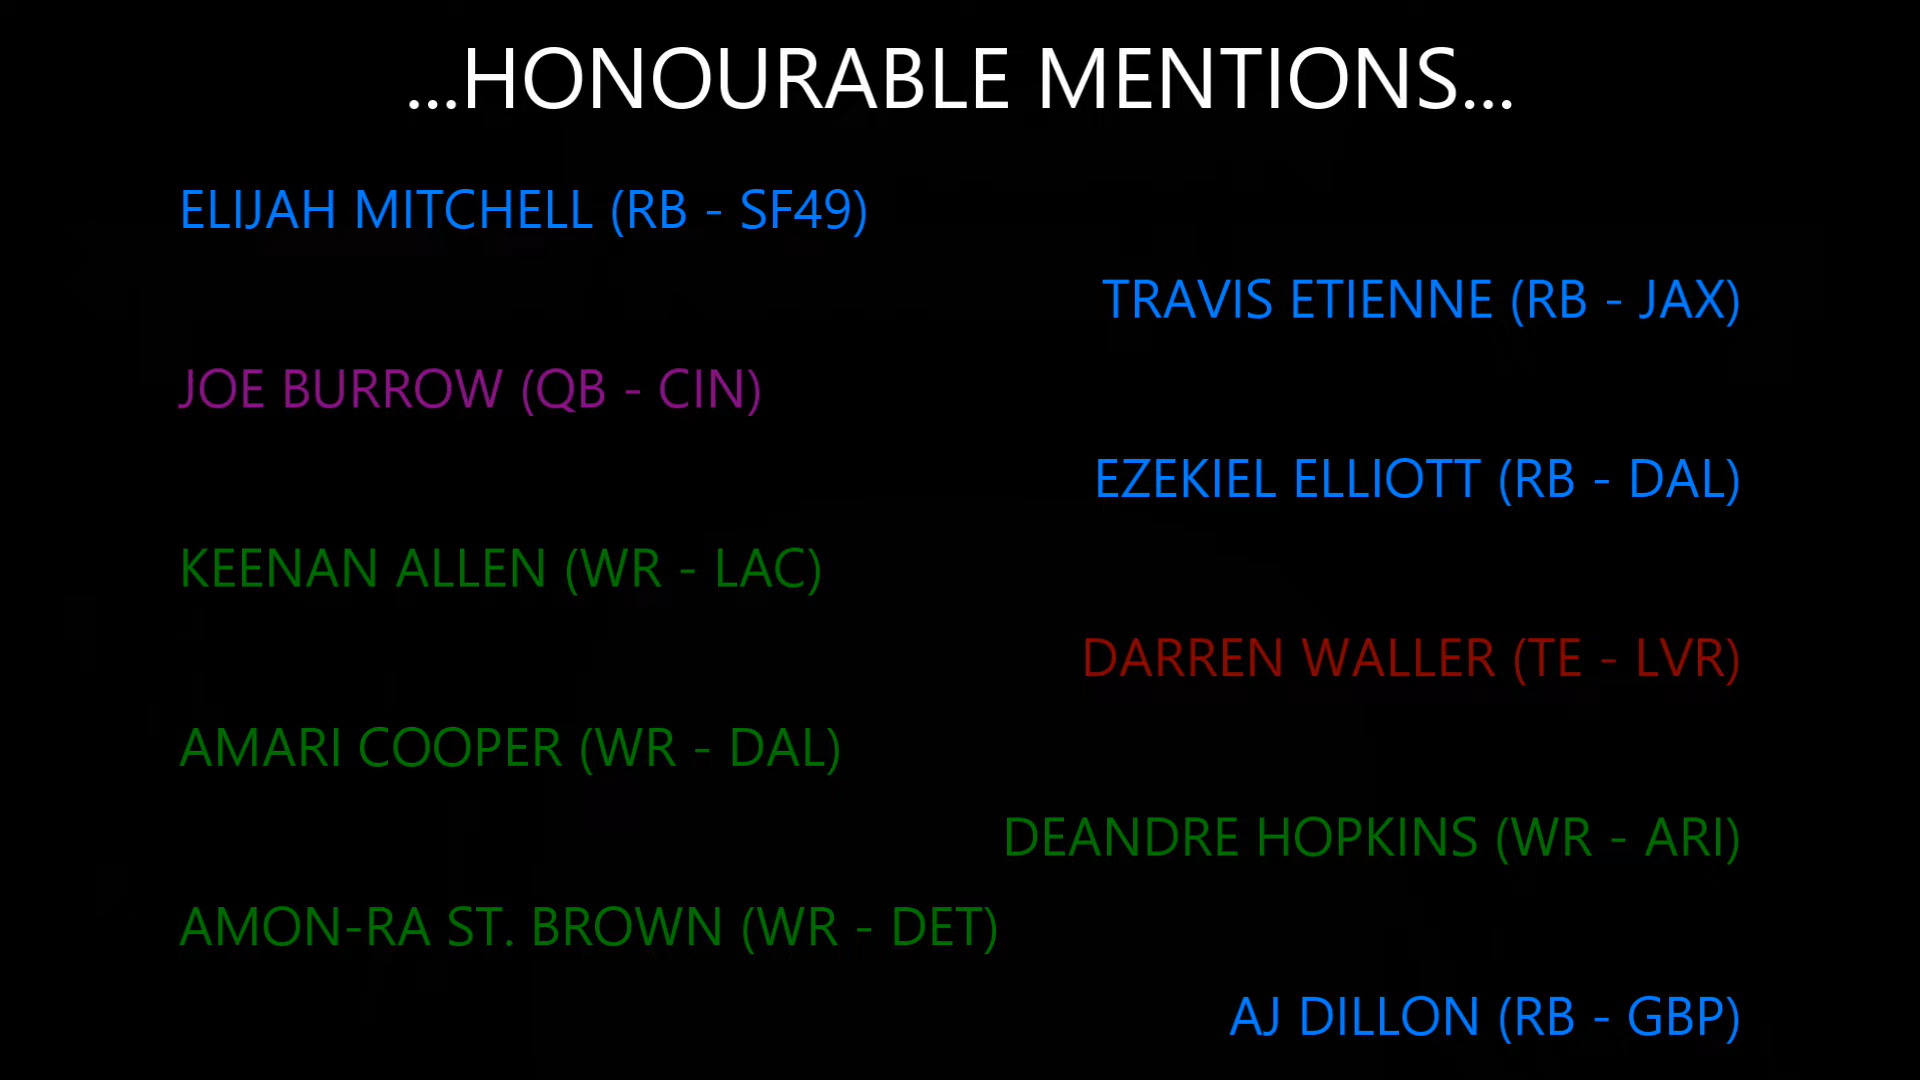 ...HONOURABLE MENTIONS...
ELIJAH MITCHELL (RB - SF49)
TRAVIS ETIENNE (RB - JAX)
JOE BURROW (QB - CIN)
EZEKIEL ELLIOTT (RB - DAL)
KEENAN ALLEN (WR - LAC)
DARREN WALLER (TE - LVR)
AMARI COOPER (WR - DAL)
DEANDRE HOPKINS (WR - ARI)
AMON-RA ST. BROWN (WR - DET)
AJ DILLON (RB - GBP)